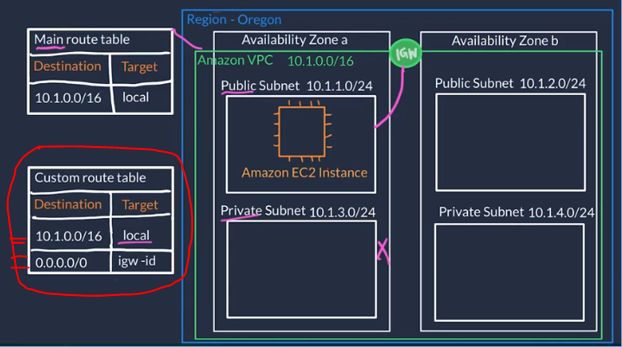 Region - Oregon
Main route table
Destination Target
10.1.0.0/16 local
Availability Zone a
Availability Zone b
IGW
Amazon VPC 10.1.0.0/16
Public Subnet 10.1.1.0/24
Public Subnet 10.1.2.0/24
Amazon EC2 Instance
Custom route table
Destination Target
10.1.0.0/16 local
0.0.0.0/0 igw -id
Private Subnet 10.1.3.0/24
Private Subnet 10.1.4.0/24
X